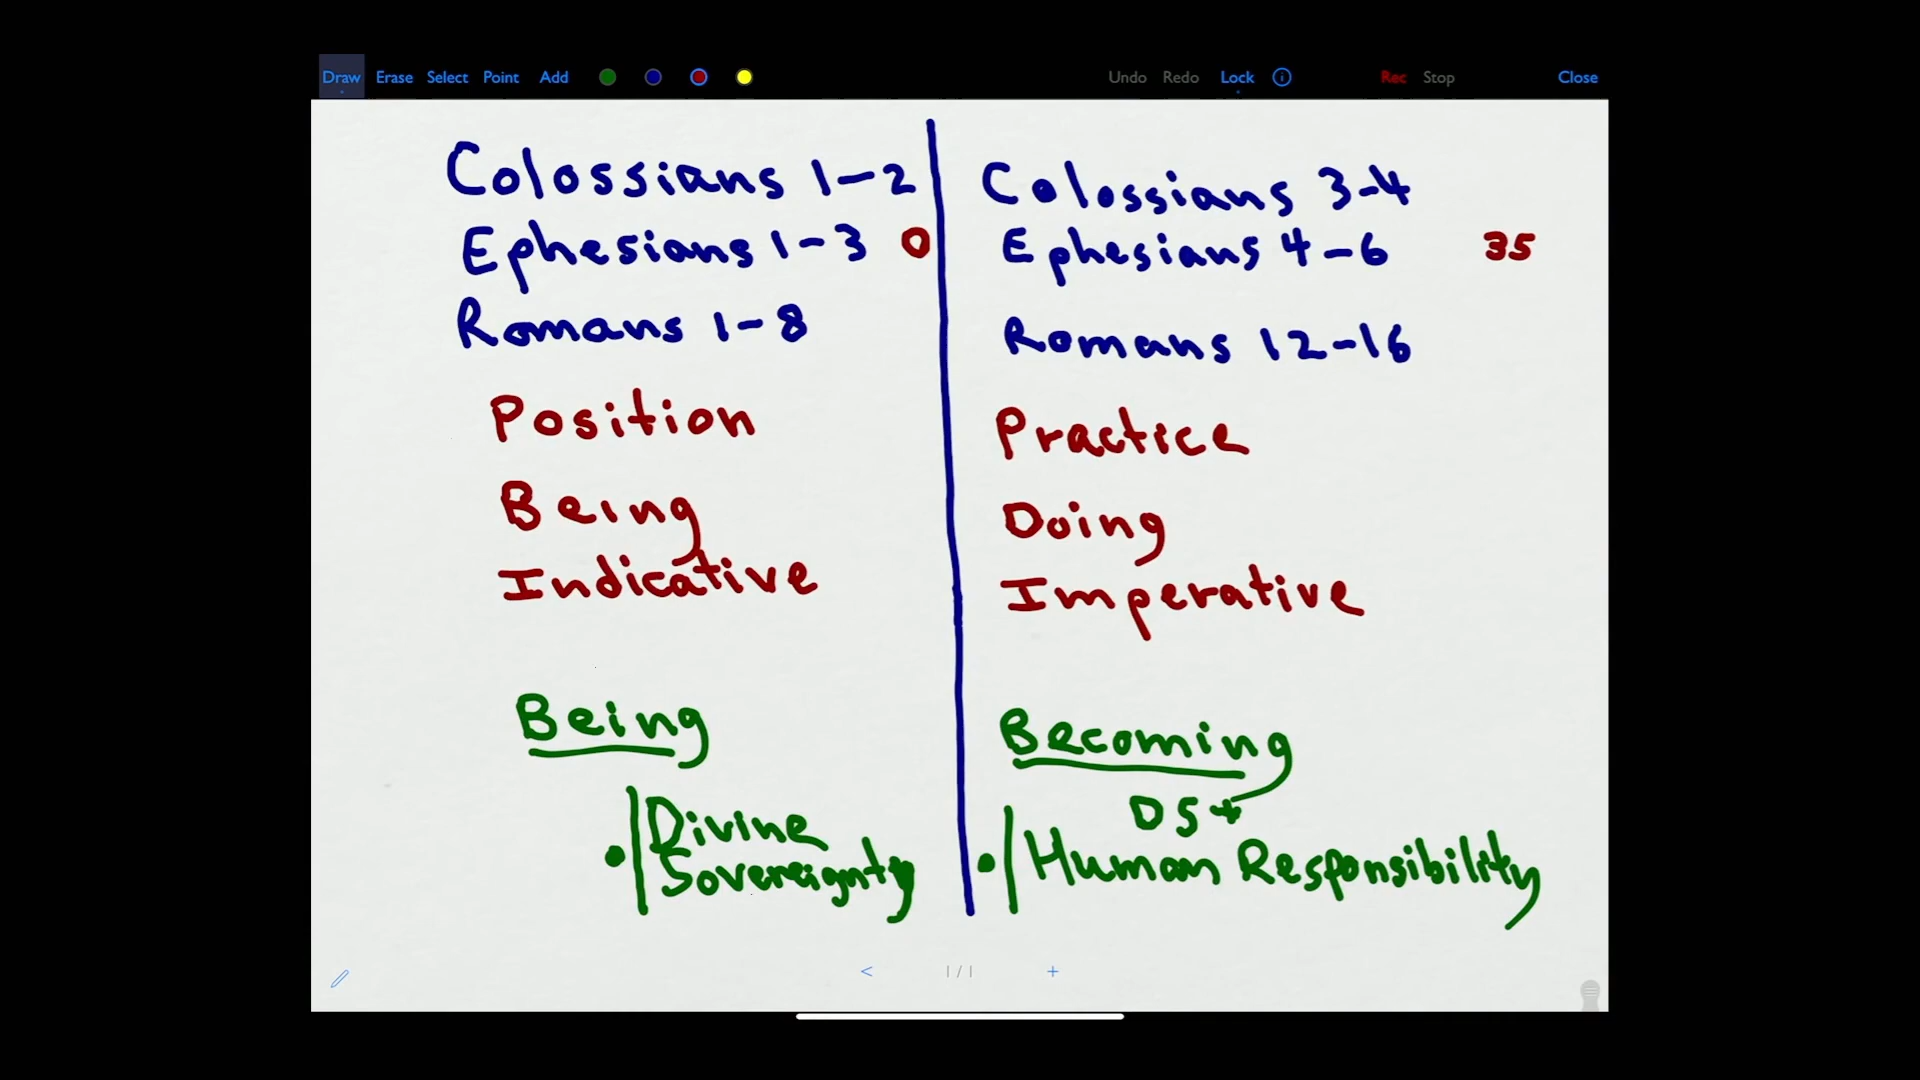 Draw Erase Select Point Add Undo Redo Lock Rec Stop Close
Colossians 1-2
Ephesians 1-3 0
Romans 1-8
Position
Being
Indicative
Being
Divine
Sovereignty
Colossians 3-4
Ephesians 4-6 35
Romans 12-16
Practice
Doing
Imperative
Becoming
DS+
Human Responsibility
< 1/1 +